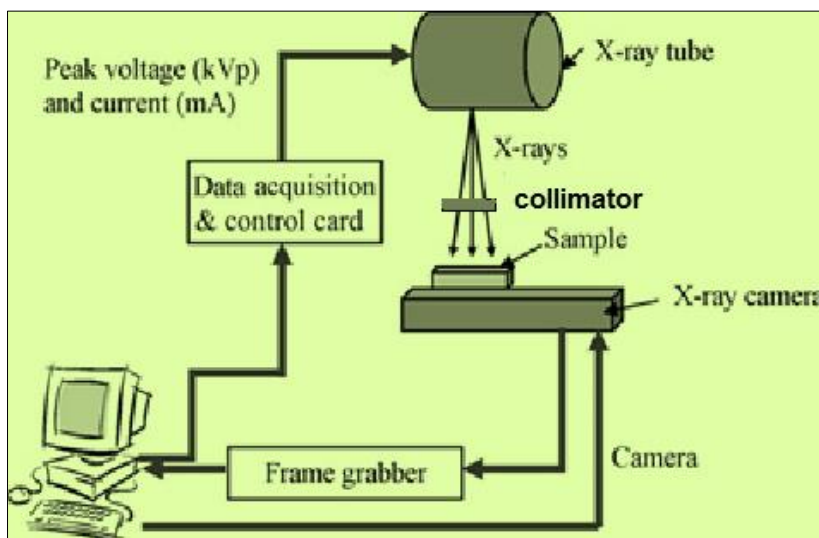 Peak voltage (kVp)
and current (mA)
X-ray tube
X-rays
Data acquisition
& control card
collimator
Sample
X-ray camera
Frame grabber
Camera